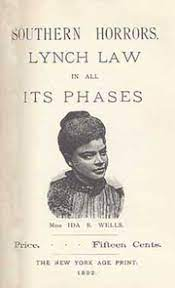 SOUTHERN HORRORS.
LYNCH LAW
IN ALL
ITS PHASES
Miss IDA B. WELLS,
Price, · · · Fifteen Cents.
THE NEW YORK AGE PRINT,
1892.